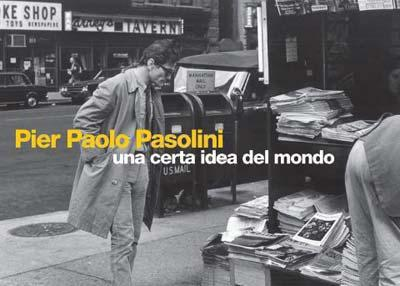 KE SHOP
TOYS NEWSPAPERS
TAVERN
MANHATTAN
MAIL
ONLY
Pier Paolo Pasolini
una certa idea del mondo
US MAIL